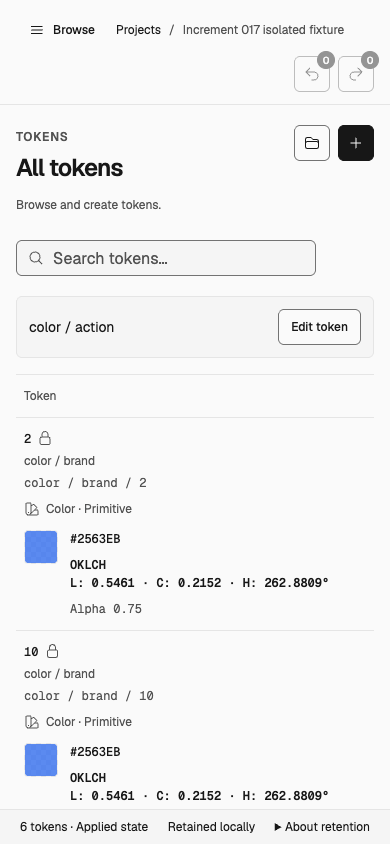 Browse Projects / Increment 017 isolated fixture
0 0
TOKENS
All tokens
Browse and create tokens.
Search tokens…
color / action Edit token
Token
2
color / brand
color / brand / 2
Color · Primitive
#2563EB
OKLCH
L: 0.5461 · C: 0.2152 · H: 262.8809°
Alpha 0.75
10
color / brand
color / brand / 10
Color · Primitive
#2563EB
OKLCH
L: 0.5461 · C: 0.2152 · H: 262.8809°
6 tokens · Applied state Retained locally ▶ About retention